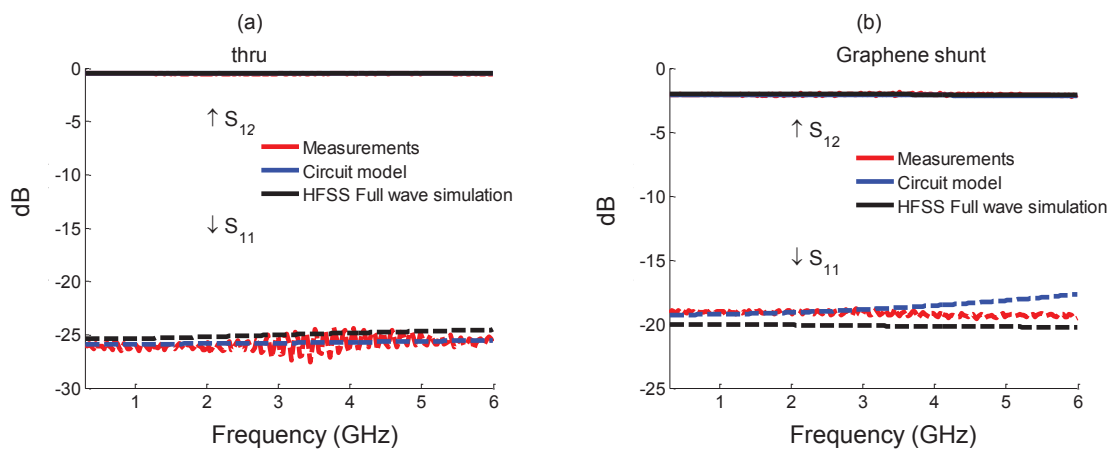 (a)
thru
0
-5
-10
-15
-20
-25
-30
dB
↑ S12
Measurements
Circuit model
HFSS Full wave simulation
↓ S11
1 2 3 4 5 6
Frequency (GHz)
(b)
Graphene shunt
0
-5
-10
-15
-20
-25
dB
↑ S12
Measurements
Circuit model
HFSS Full wave simulation
↓ S11
1 2 3 4 5 6
Frequency (GHz)